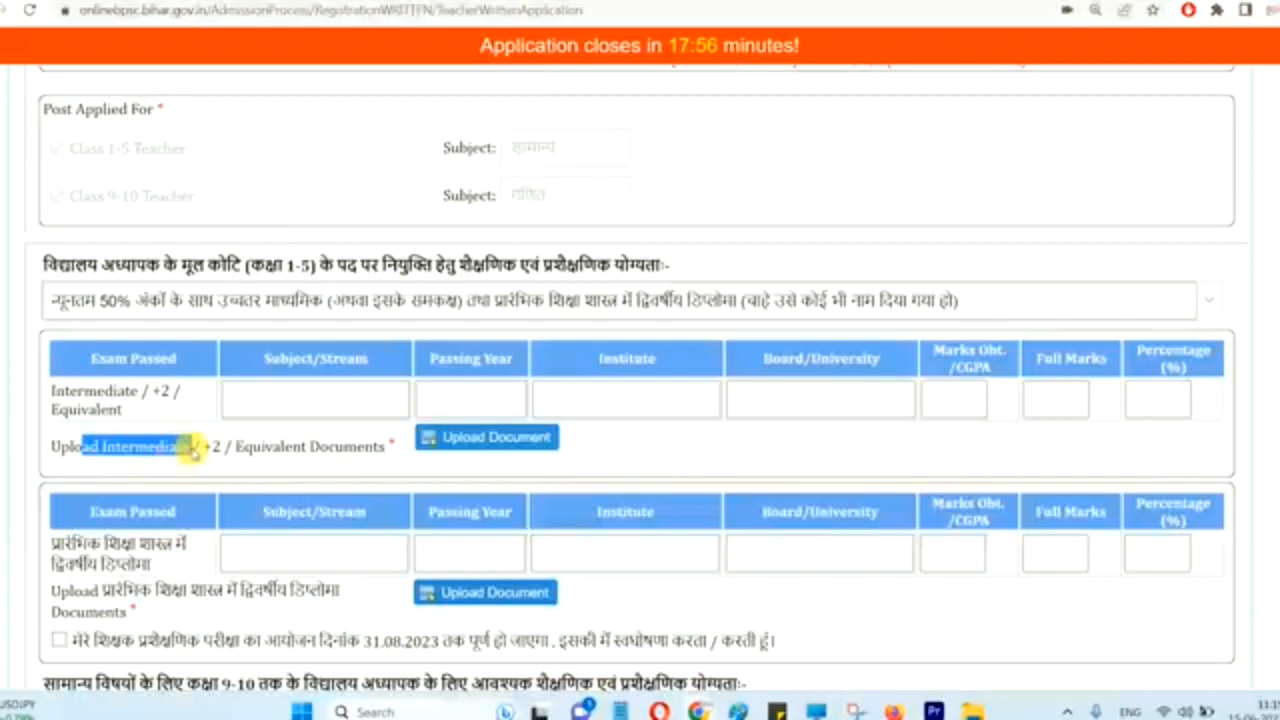 onlinebpsc.bihar.gov.in/AdmissionProcess/RegistrationWRITTEN/TeacherWrittenApplication
Application closes in 17:56 minutes!
Post Applied For *
Class 1-5 Teacher Subject: सामान्य
Class 9-10 Teacher Subject: गणित
विद्यालय अध्यापक के मूल कोटि (कक्षा 1-5) के पद पर नियुक्ति हेतु शैक्षणिक एवं प्रशैक्षणिक योग्यताः-
न्यूनतम 50% अंकों के साथ उच्चतर माध्यमिक (अथवा इसके समकक्ष) तथा प्रारंभिक शिक्षा शास्त्र में द्विवर्षीय डिप्लोमा (चाहे उसे कोई भी नाम दिया गया हो)
Exam Passed Subject/Stream Passing Year Institute Board/University Marks Obt. /CGPA Full Marks Percentage (%)
Intermediate / +2 /
Equivalent
Upload Intermediate / +2 / Equivalent Documents * Upload Document
Exam Passed Subject/Stream Passing Year Institute Board/University Marks Obt. /CGPA Full Marks Percentage (%)
प्रारंभिक शिक्षा शास्त्र में
द्विवर्षीय डिप्लोमा
Upload प्रारंभिक शिक्षा शास्त्र में द्विवर्षीय डिप्लोमा Upload Document
Documents *
मेरे शिक्षक प्रशैक्षणिक परीक्षा का आयोजन दिनांक 31.08.2023 तक पूर्ण हो जाएगा , इसकी में स्वघोषणा करता / करती हूं।
सामान्य विषयों के लिए कक्षा 9-10 तक के विद्यालय अध्यापक के लिए आवश्यक शैक्षणिक एवं प्रशैक्षणिक योग्यताः-
Search
ENG